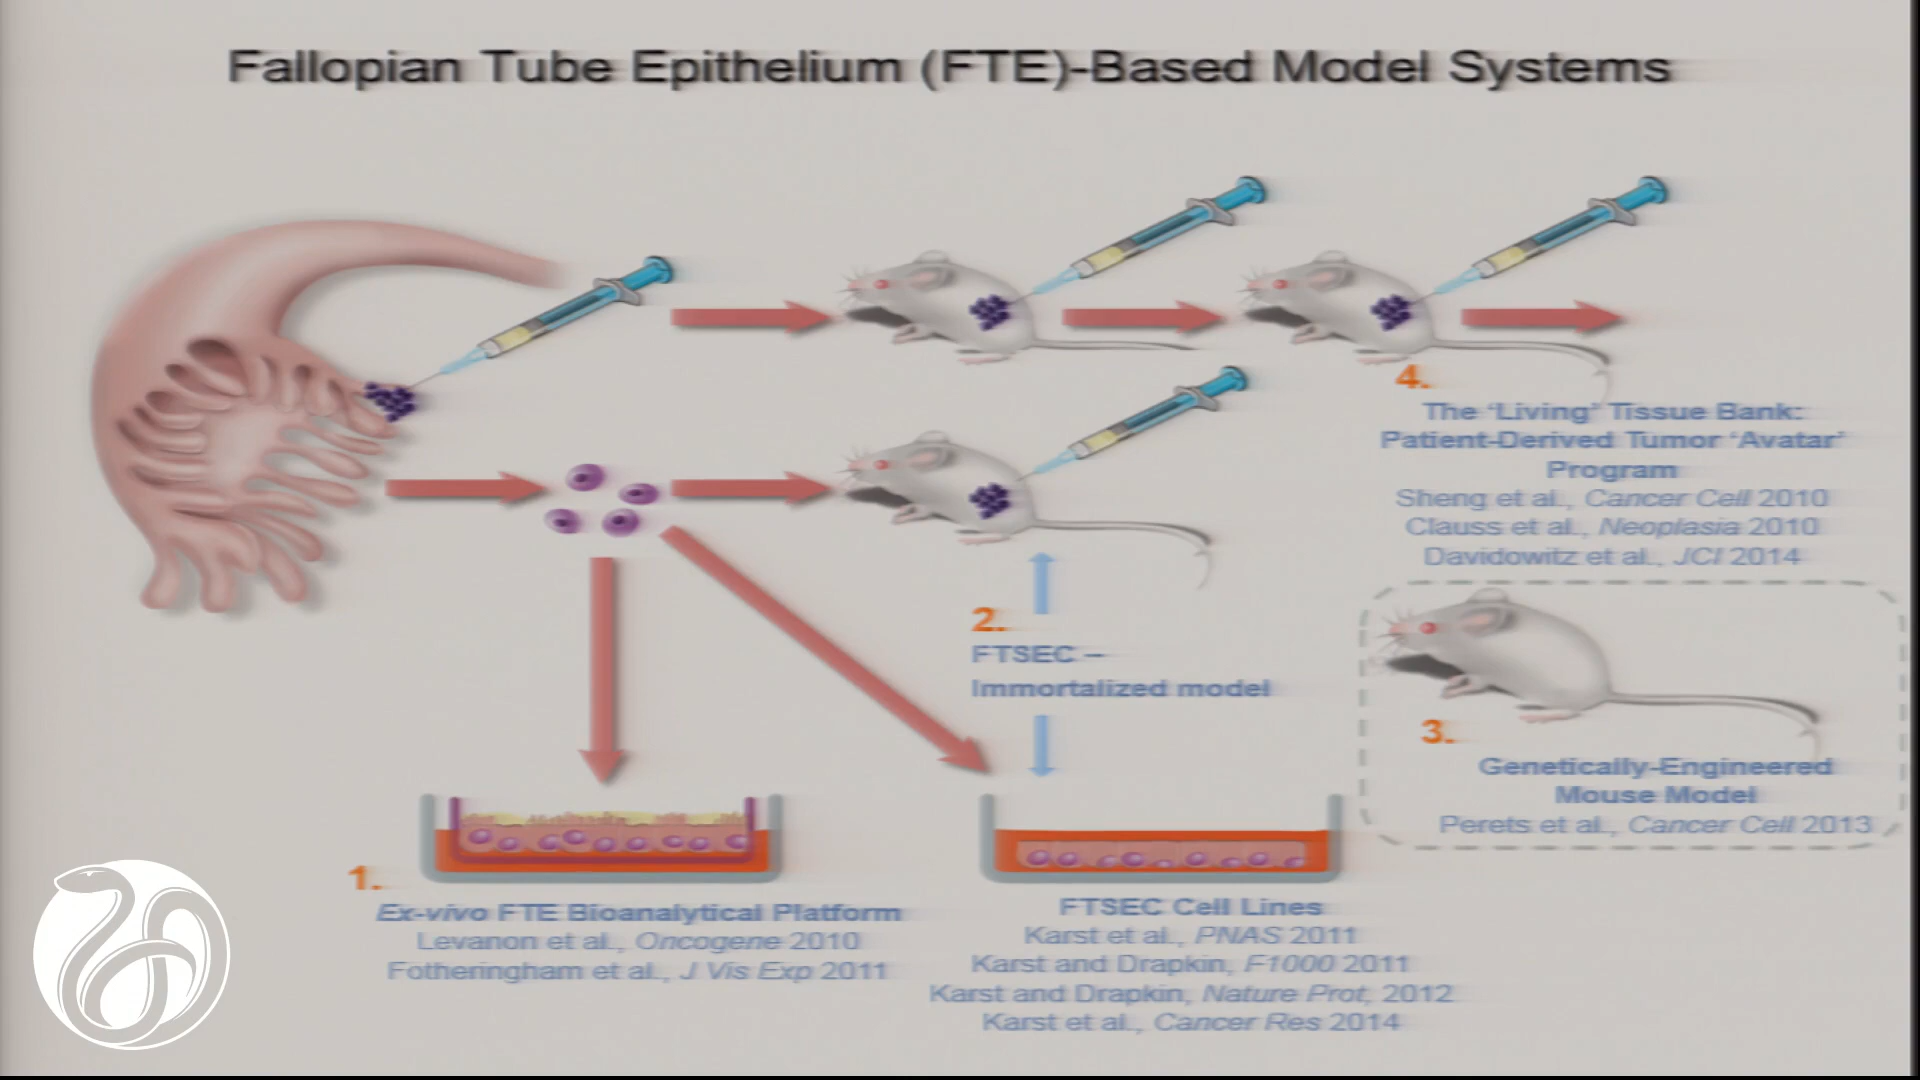 Fallopian Tube Epithelium (FTE)-Based Model Systems
4.
The ‘Living’ Tissue Bank:
Patient-Derived Tumor ‘Avatar’
Program
Sheng et al., Cancer Cell 2010
Clauss et al., Neoplasia 2010
Davidowitz et al., JCI 2014
2.
FTSEC –
Immortalized model
3.
Genetically-Engineered
Mouse Model
Perets et al., Cancer Cell 2013
1.
Ex-vivo FTE Bioanalytical Platform
Levanon et al., Oncogene 2010
Fotheringham et al., J Vis Exp 2011
FTSEC Cell Lines
Karst et al., PNAS 2011
Karst and Drapkin, F1000 2011
Karst and Drapkin, Nature Prot, 2012
Karst et al., Cancer Res 2014